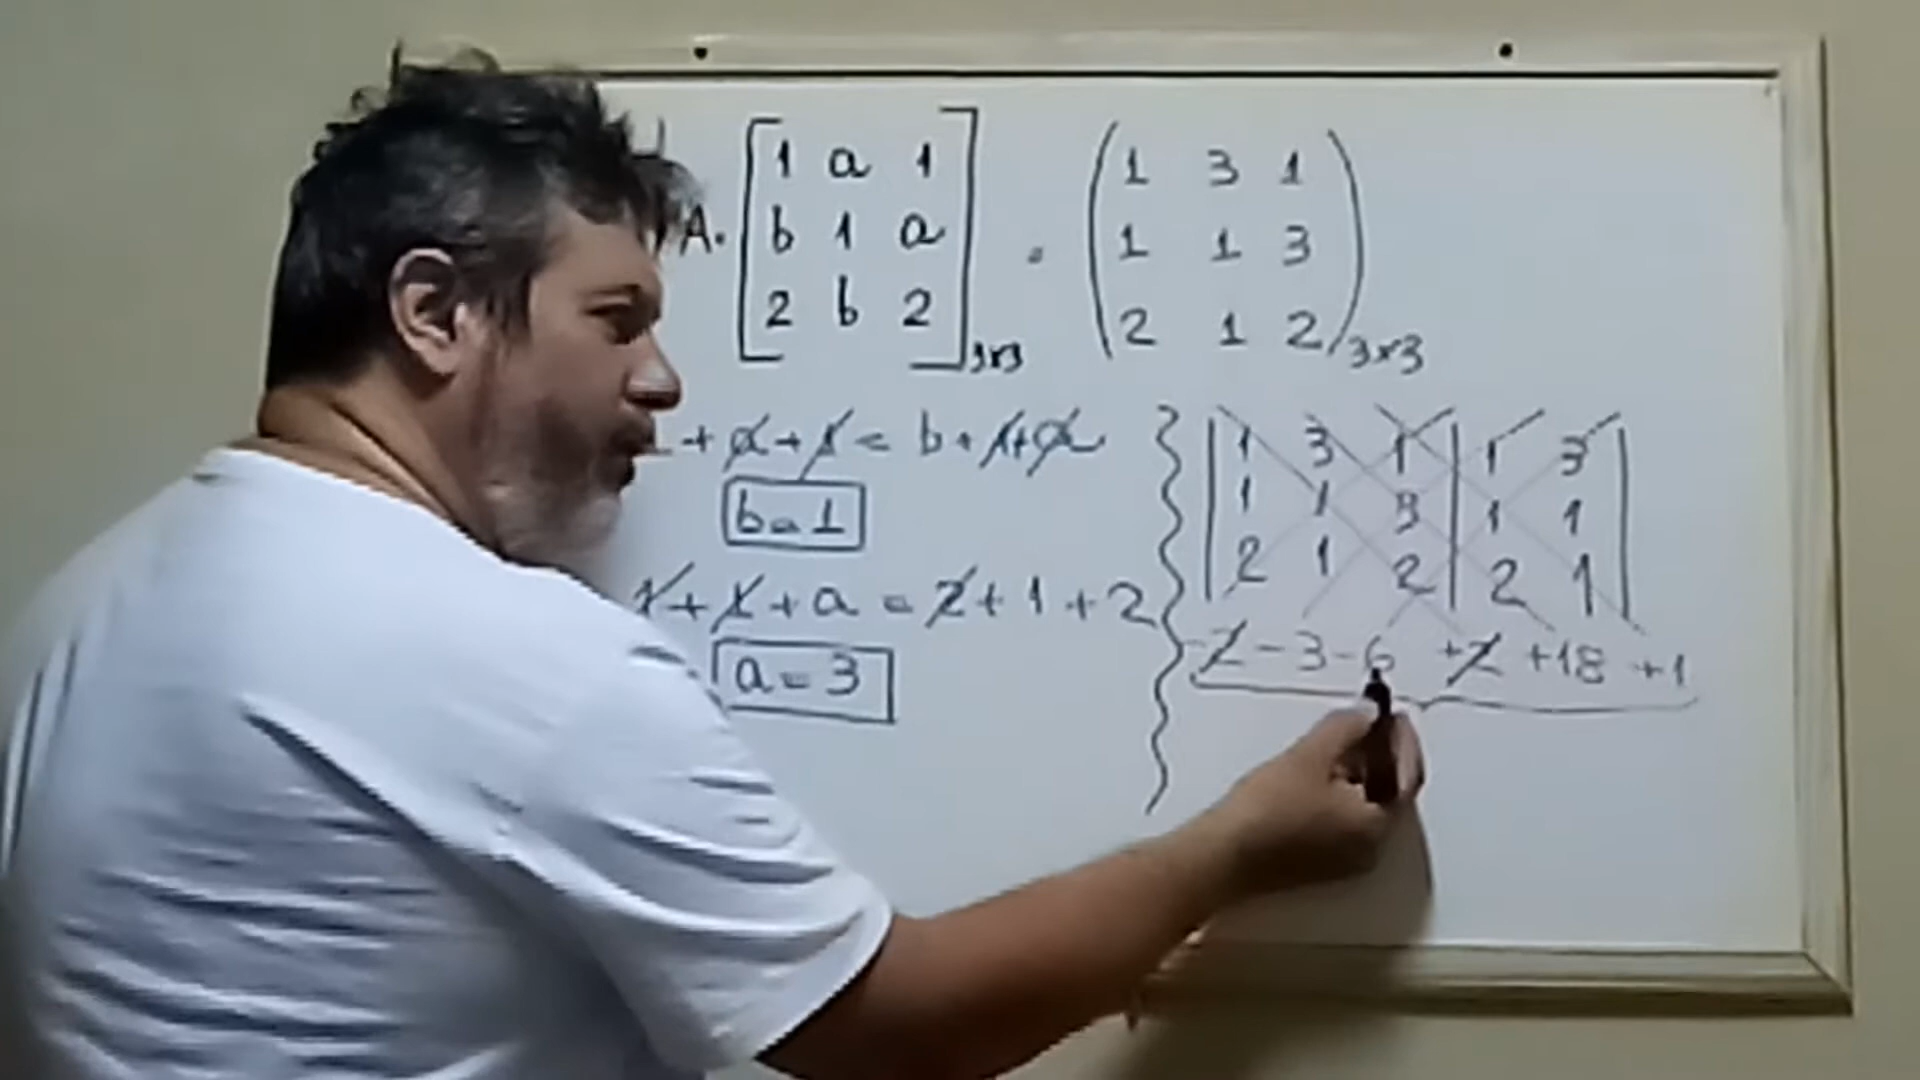 A. [ 1 a 1 ] = ( 1 3 1 )
b 1 a 1 1 3
2 b 2 3x3 2 1 2 3x3
+ a + 1 = b + 1 + a
b = 1
1 + 1 + a = 2 + 1 + 2
a = 3
| 1 3 1 | 1 3 |
1 1 3 1 1
2 1 2 2 1
- 2 - 3 - 6 + 2 + 18 + 1